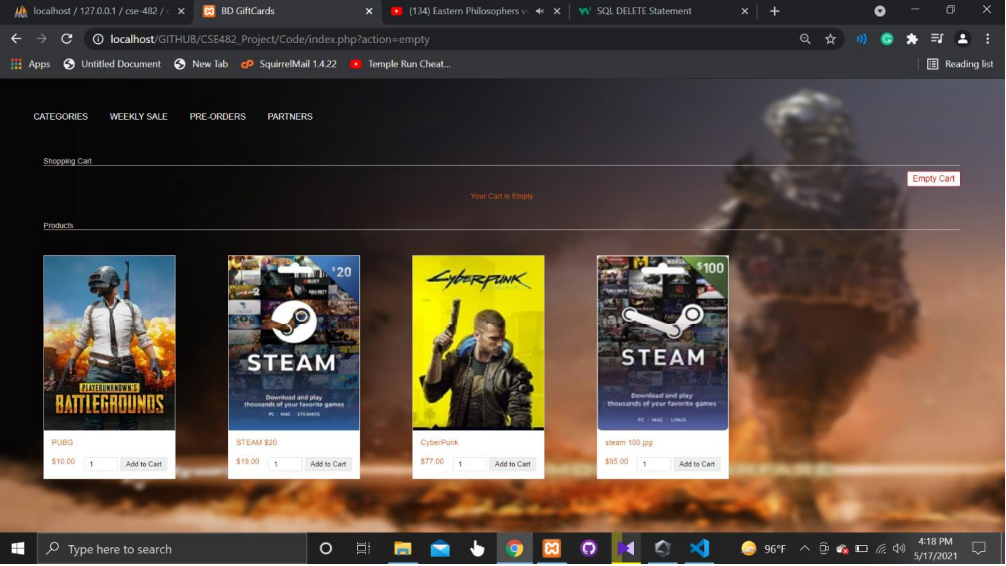 localhost / 127.0.0.1 / cse-482 /
BD GiftCards
(134) Eastern Philosophers vs
SQL DELETE Statement
localhost/GITHUB/CSE482_Project/Code/index.php?action=empty
Apps
Untitled Document
New Tab
SquirrelMail 1.4.22
Temple Run Cheat...
Reading list
CATEGORIES
WEEKLY SALE
PRE-ORDERS
PARTNERS
Shopping Cart
Empty Cart
Your Cart is Empty
Products
PLAYERUNKNOWN'S
BATTLEGROUNDS
$20
STEAM
Download and play
thousands of your favorite games
PC | MAC | STEAMOS
Cyberpunk
$100
STEAM
Download and play
thousands of your favorite games
PC | MAC | LINUX
PUBG
$10.00 1 Add to Cart
STEAM $20
$19.00 1 Add to Cart
CyberPunk
$77.00 1 Add to Cart
steam 100.jpg
$95.00 1 Add to Cart
Type here to search
96°F
4:18 PM
5/17/2021